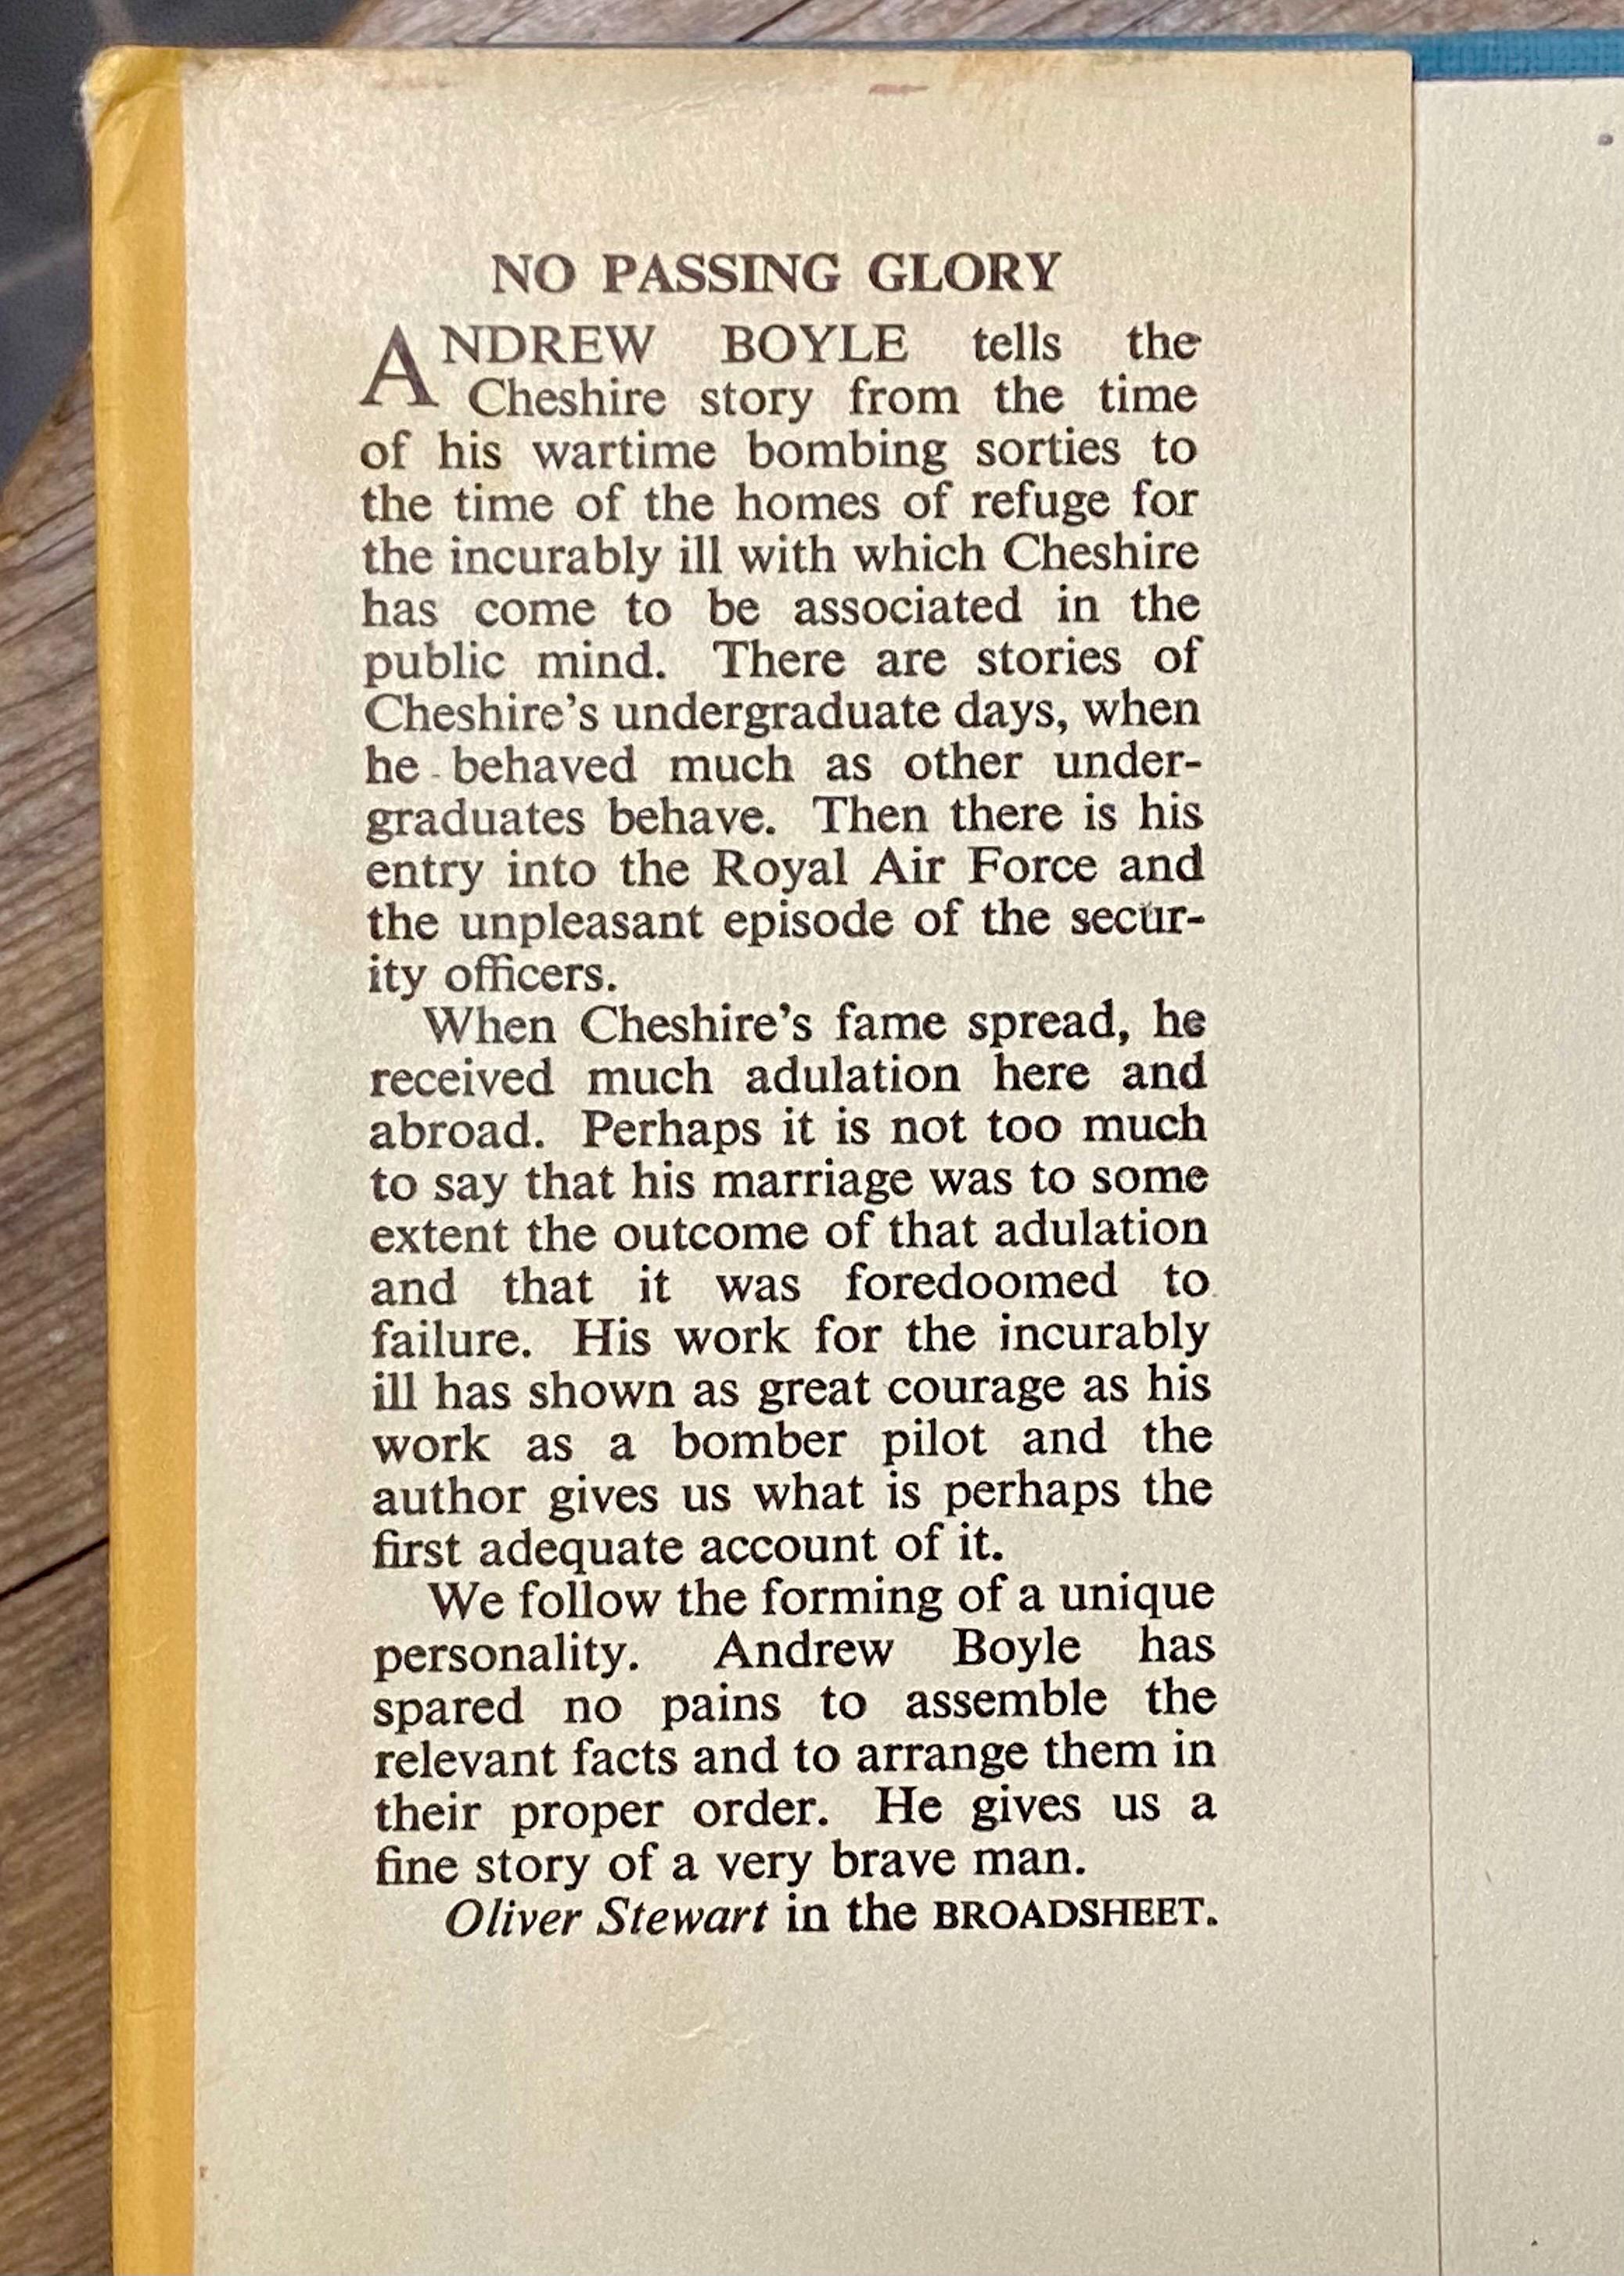 NO PASSING GLORY
ANDREW BOYLE tells the
Cheshire story from the time
of his wartime bombing sorties to
the time of the homes of refuge for
the incurably ill with which Cheshire
has come to be associated in the
public mind. There are stories of
Cheshire's undergraduate days, when
he behaved much as other under-
graduates behave. Then there is his
entry into the Royal Air Force and
the unpleasant episode of the secur-
ity officers.
When Cheshire's fame spread, he
received much adulation here and
abroad. Perhaps it is not too much
to say that his marriage was to some
extent the outcome of that adulation
and that it was foredoomed to
failure. His work for the incurably
ill has shown as great courage as his
work as a bomber pilot and the
author gives us what is perhaps the
first adequate account of it.
We follow the forming of a unique
personality. Andrew Boyle has
spared no pains to assemble the
relevant facts and to arrange them in
their proper order. He gives us a
fine story of a very brave man.
Oliver Stewart in the BROADSHEET.